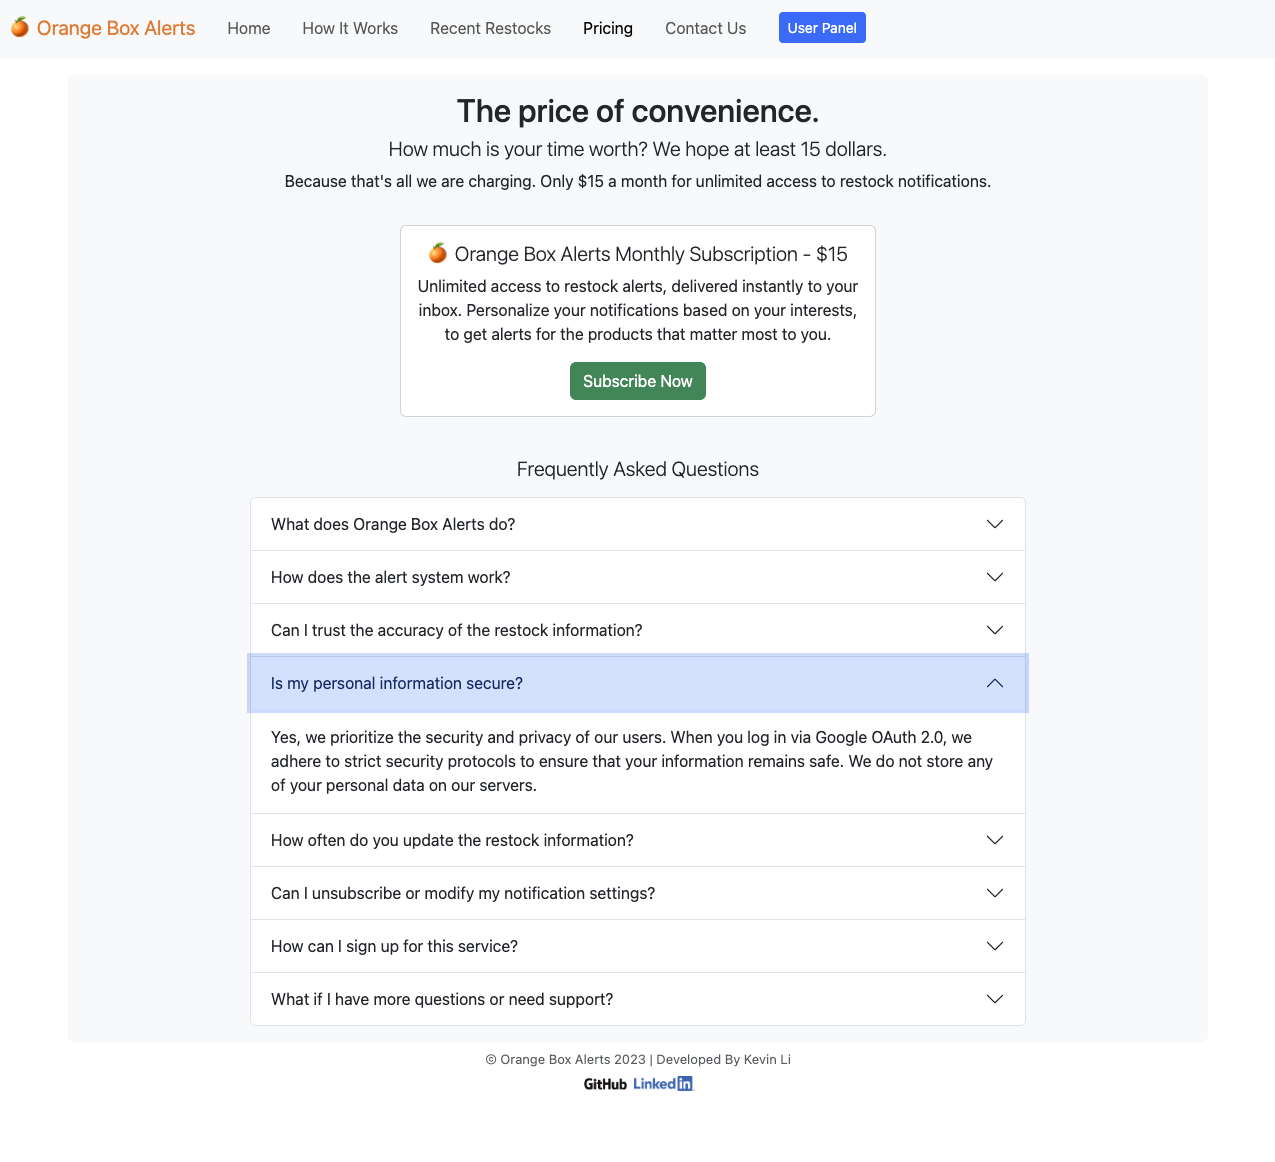 Orange Box Alerts Home How It Works Recent Restocks Pricing Contact Us User Panel
The price of convenience.
How much is your time worth? We hope at least 15 dollars.
Because that's all we are charging. Only $15 a month for unlimited access to restock notifications.
Orange Box Alerts Monthly Subscription - $15
Unlimited access to restock alerts, delivered instantly to your
inbox. Personalize your notifications based on your interests,
to get alerts for the products that matter most to you.
Subscribe Now
Frequently Asked Questions
What does Orange Box Alerts do?
How does the alert system work?
Can I trust the accuracy of the restock information?
Is my personal information secure?
Yes, we prioritize the security and privacy of our users. When you log in via Google OAuth 2.0, we
adhere to strict security protocols to ensure that your information remains safe. We do not store any
of your personal data on our servers.
How often do you update the restock information?
Can I unsubscribe or modify my notification settings?
How can I sign up for this service?
What if I have more questions or need support?
© Orange Box Alerts 2023 | Developed By Kevin Li
GitHub LinkedIn